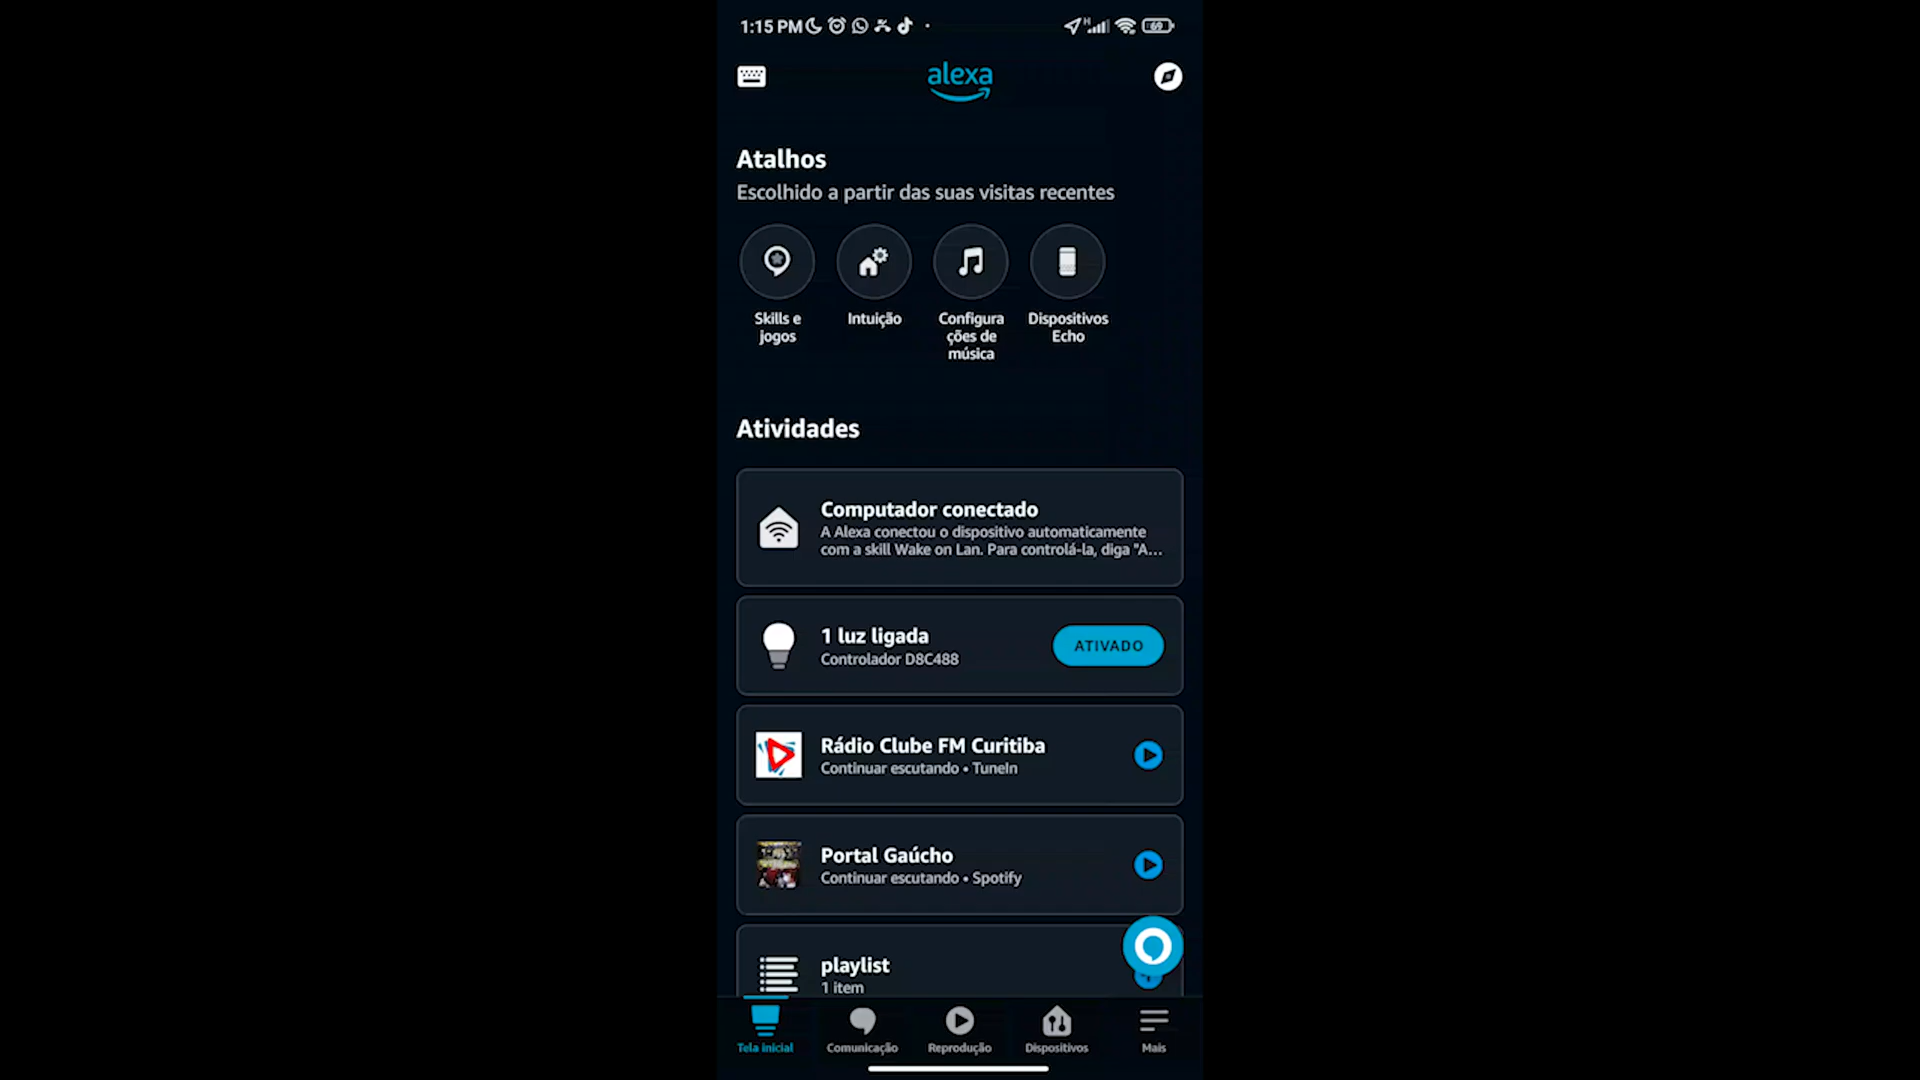 1:15 PM
69
alexa
Atalhos
Escolhido a partir das suas visitas recentes
Skills e
jogos
Intuição
Configura
ções de
música
Dispositivos
Echo
Atividades
Computador conectado
A Alexa conectou o dispositivo automaticamente
com a skill Wake on Lan. Para controlá-la, diga "A...
1 luz ligada
Controlador D8C488
ATIVADO
Rádio Clube FM Curitiba
Continuar escutando • TuneIn
Portal Gaúcho
Continuar escutando • Spotify
playlist
1 item
Tela inicial
Comunicação
Reprodução
Dispositivos
Mais